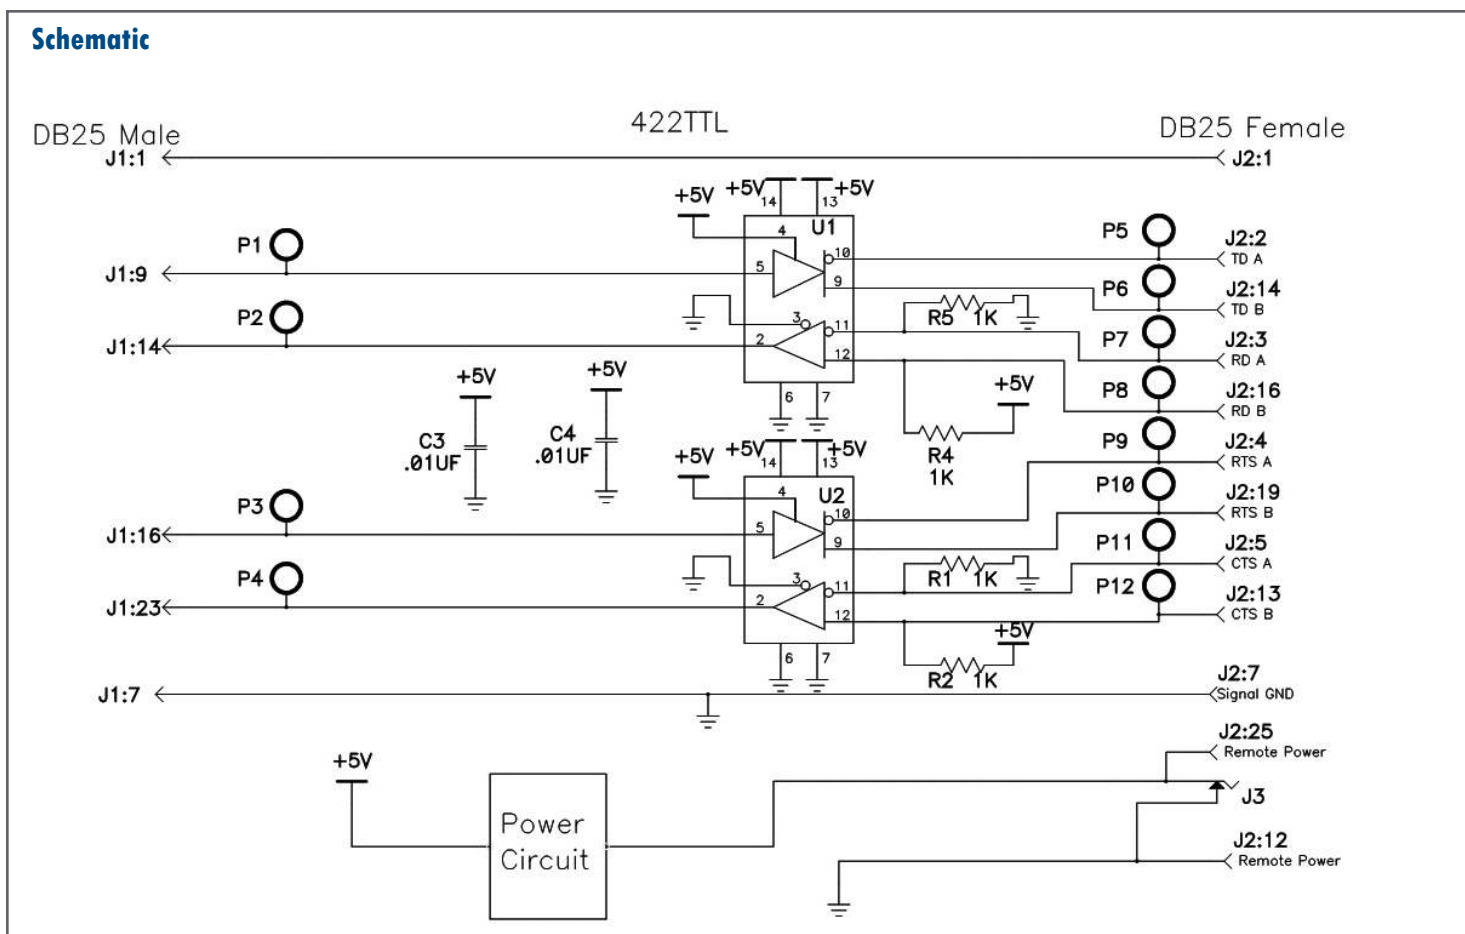 Schematic
DB25 Male
422TTL
DB25 Female
J1:1
J2:1
+5V
+5V
+5V
14
13
U1
P1
4
P5
J2:2
10
TD A
J1:9
5
9
P6
J2:14
TD B
P2
3
11
R5 1K
P7
J2:3
J1:14
2
12
RD A
+5V
+5V
+5V
P8
J2:16
6
7
RD B
C3
.01UF
C4
.01UF
+5V
+5V
14
13
+5V
R4
1K
P9
J2:4
RTS A
U2
P3
4
P10
J2:19
10
RTS B
J1:16
5
9
P11
J2:5
CTS A
P4
3
11
R1 1K
P12
J2:13
J1:23
2
12
CTS B
+5V
6
7
R2 1K
J1:7
J2:7
Signal GND
J2:25
Remote Power
+5V
J3
Power
Circuit
J2:12
Remote Power